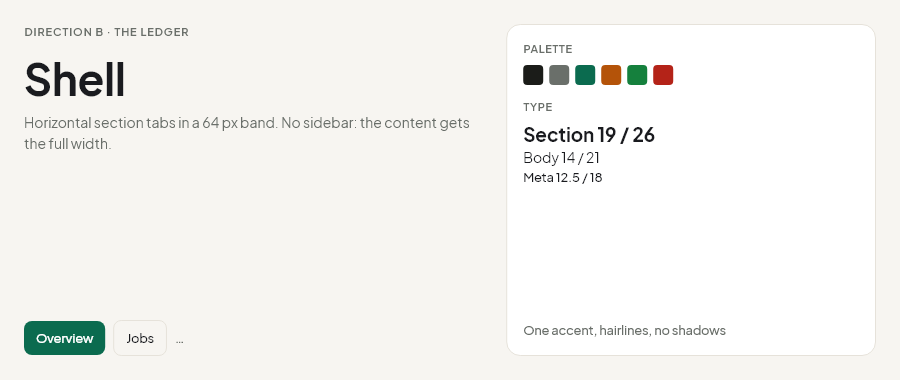 DIRECTION B · THE LEDGER
Shell
Horizontal section tabs in a 64 px band. No sidebar: the content gets
the full width.
Overview
Jobs
...
PALETTE
TYPE
Section 19 / 26
Body 14 / 21
Meta 12.5 / 18
One accent, hairlines, no shadows